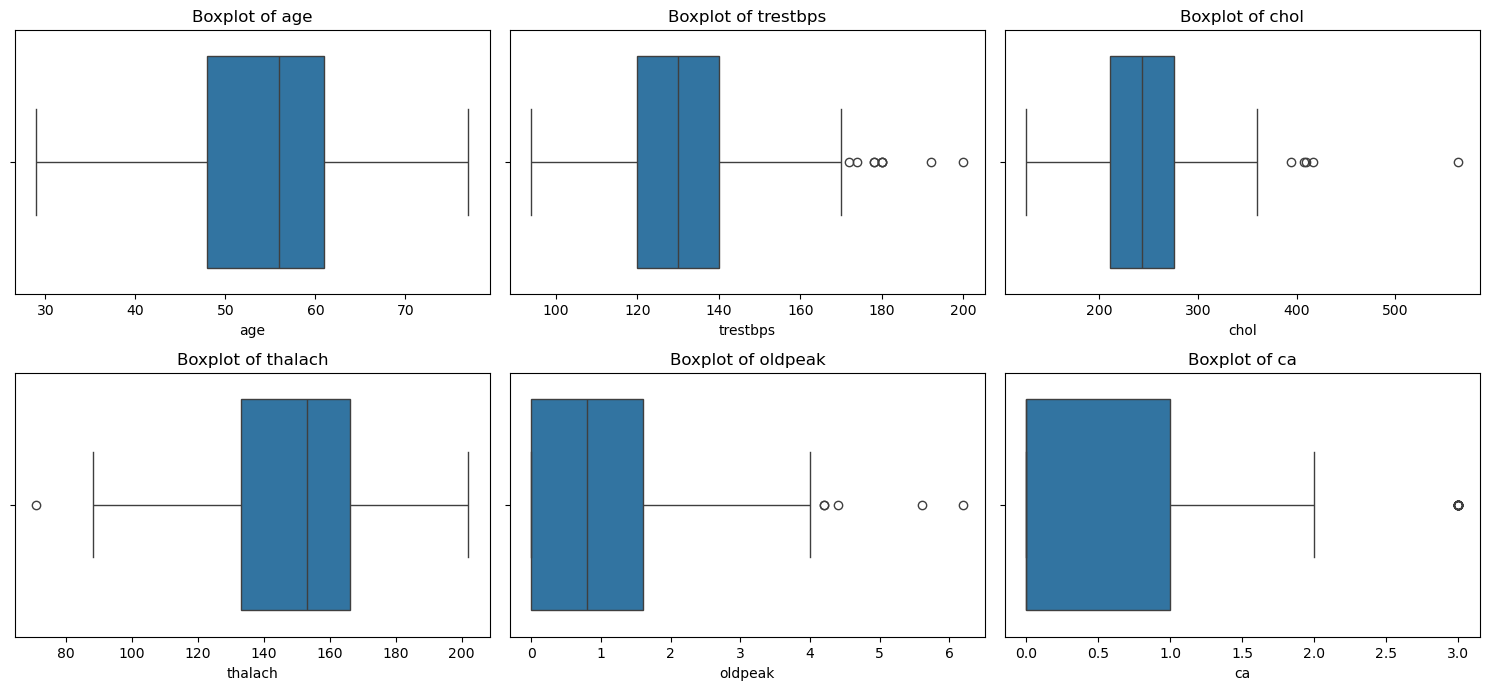 Boxplot of age
Boxplot of trestbps
Boxplot of chol
30 40 50 60 70
100 120 140 160 180 200
200 300 400 500
age
trestbps
chol
Boxplot of thalach
Boxplot of oldpeak
Boxplot of ca
80 100 120 140 160 180 200
0 1 2 3 4 5 6
0.0 0.5 1.0 1.5 2.0 2.5 3.0
thalach
oldpeak
ca